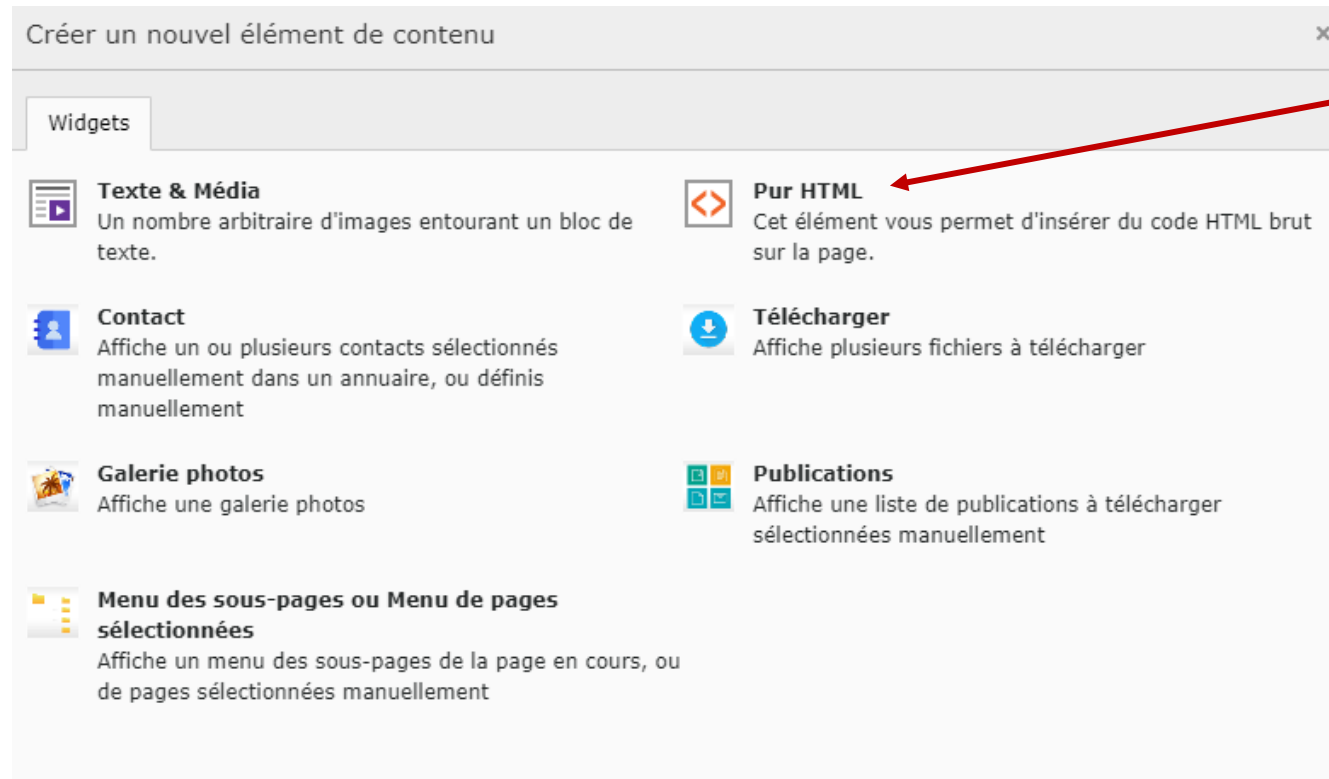 Créer un nouvel élément de contenu
Widgets
Texte & Média
Un nombre arbitraire d'images entourant un bloc de
texte.
Pur HTML
Cet élément vous permet d'insérer du code HTML brut
sur la page.
Contact
Affiche un ou plusieurs contacts sélectionnés
manuellement dans un annuaire, ou définis
manuellement
Télécharger
Affiche plusieurs fichiers à télécharger
Galerie photos
Affiche une galerie photos
Publications
Affiche une liste de publications à télécharger
sélectionnées manuellement
Menu des sous-pages ou Menu de pages
sélectionnées
Affiche un menu des sous-pages de la page en cours, ou
de pages sélectionnées manuellement